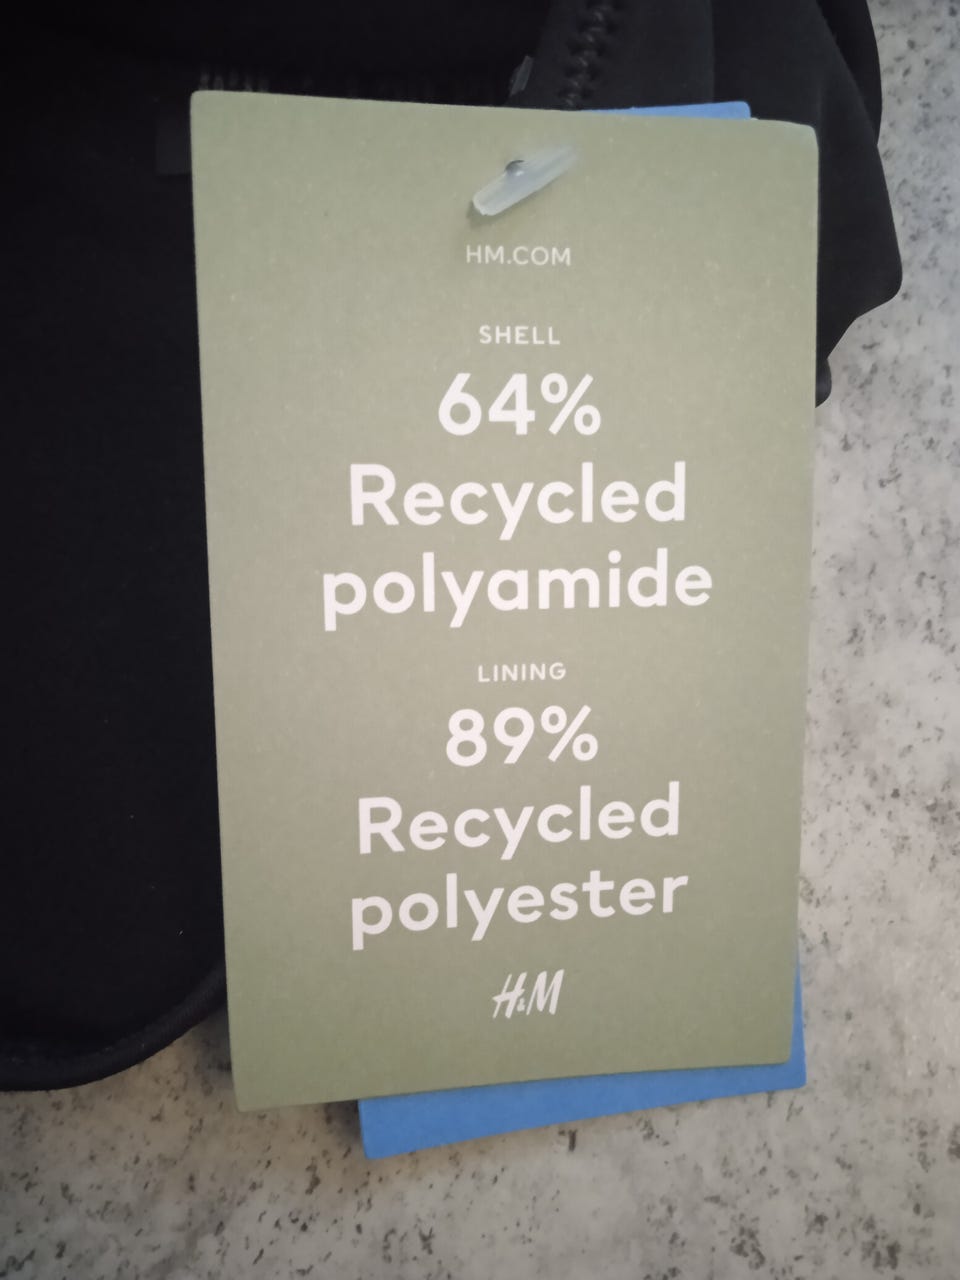 HM.COM
SHELL
64%
Recycled
polyamide
LINING
89%
Recycled
polyester
H&M